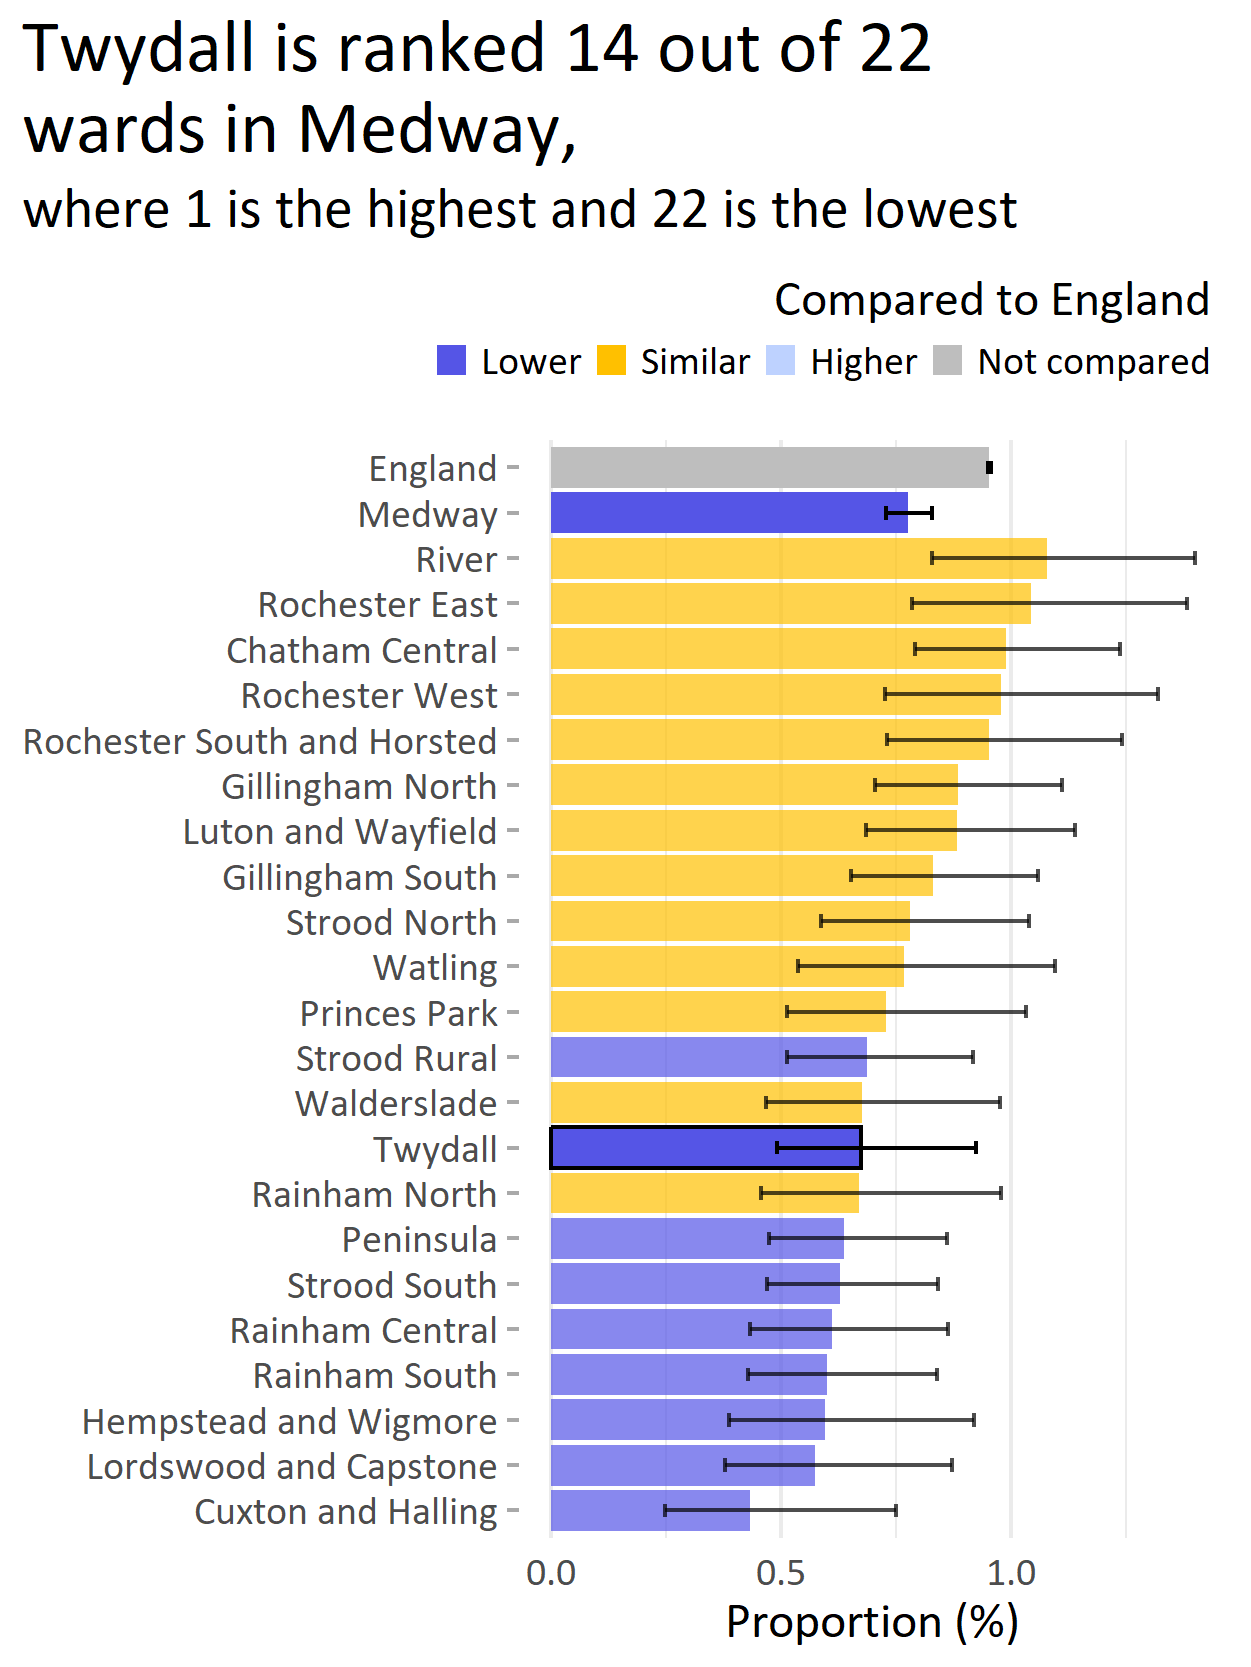 Twydall is ranked 14 out of 22
wards in Medway,
where 1 is the highest and 22 is the lowest
Compared to England
Lower Similar Higher Not compared
England
Medway
River
Rochester East
Chatham Central
Rochester West
Rochester South and Horsted
Gillingham North
Luton and Wayfield
Gillingham South
Strood North
Watling
Princes Park
Strood Rural
Walderslade
Twydall
Rainham North
Peninsula
Strood South
Rainham Central
Rainham South
Hempstead and Wigmore
Lordswood and Capstone
Cuxton and Halling
0.0 0.5 1.0
Proportion (%)